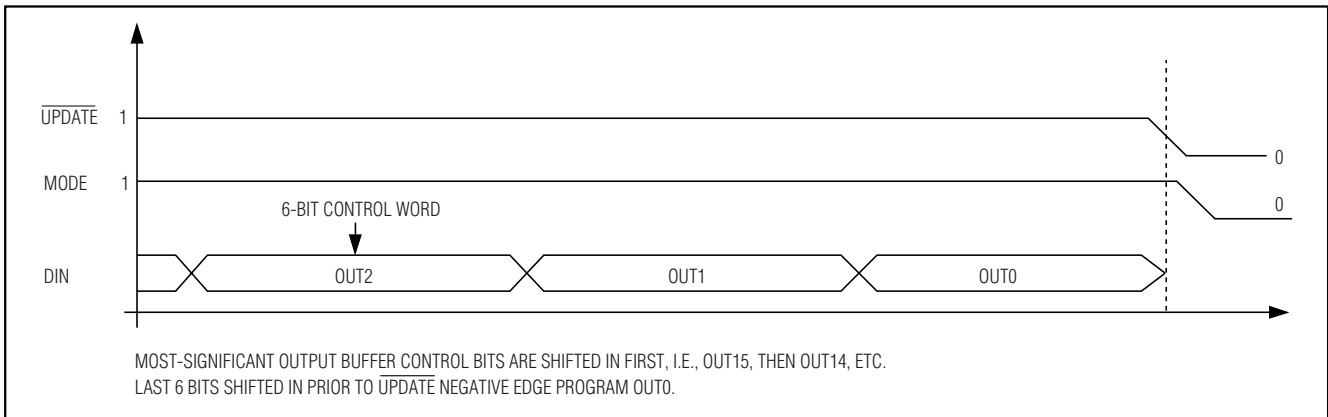 UPDATE 1
0
MODE 1
0
6-BIT CONTROL WORD
DIN OUT2 OUT1 OUT0
MOST-SIGNIFICANT OUTPUT BUFFER CONTROL BITS ARE SHIFTED IN FIRST, I.E., OUT15, THEN OUT14, ETC.
LAST 6 BITS SHIFTED IN PRIOR TO UPDATE NEGATIVE EDGE PROGRAM OUT0.